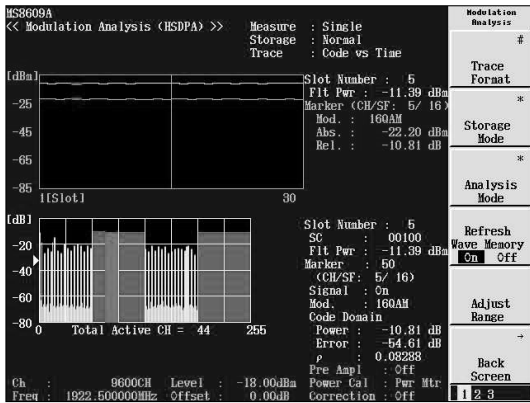 MS8609A
<< Modulation Analysis (HSDPA) >>
Measure : Single
Storage : Normal
Trace : Code vs Time
[dBm]
-25
-45
-65
-85
1[Slot] 30
Slot Number : 5
Flt Pwr : -11.39 dBm
Marker (CH/SF: 5/ 16)
Mod. : 16QAM
Abs. : -22.20 dBm
Rel. : -10.81 dB
[dB]
-20
-40
-60
-80
0 Total Active CH = 44 255
Slot Number : 5
SC : 00100
Flt Pwr : -11.39 dBm
Marker : 50
(CH/SF: 5/ 16)
Signal : On
Mod. : 16QAM
Code Domain
Power : -10.81 dB
Error : -54.61 dB
ρ : 0.08288
Pre Ampl : Off
Ch : 9600CH Level : -18.00dBm Power Cal : Pwr Mtr
Freq : 1922.500000MHz Offset : 0.00dB Correction : Off
Modulation
Analysis
#
Trace
Format
*
Storage
Mode
*
Analysis
Mode
Refresh
Wave Memory
On Off
Adjust
Range
→
Back
Screen
1 2 3